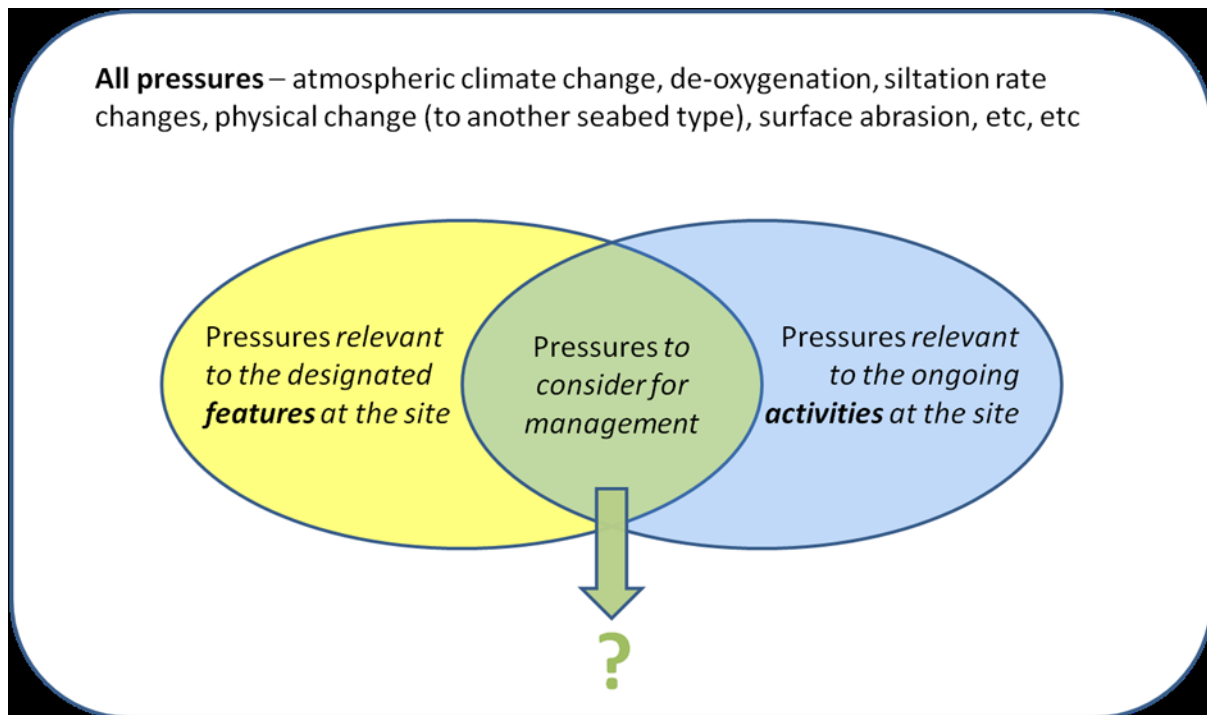 All pressures – atmospheric climate change, de-oxygenation, siltation rate
changes, physical change (to another seabed type), surface abrasion, etc, etc
Pressures relevant
to the designated
features at the site
Pressures to
consider for
management
Pressures relevant
to the ongoing
activities at the site
?